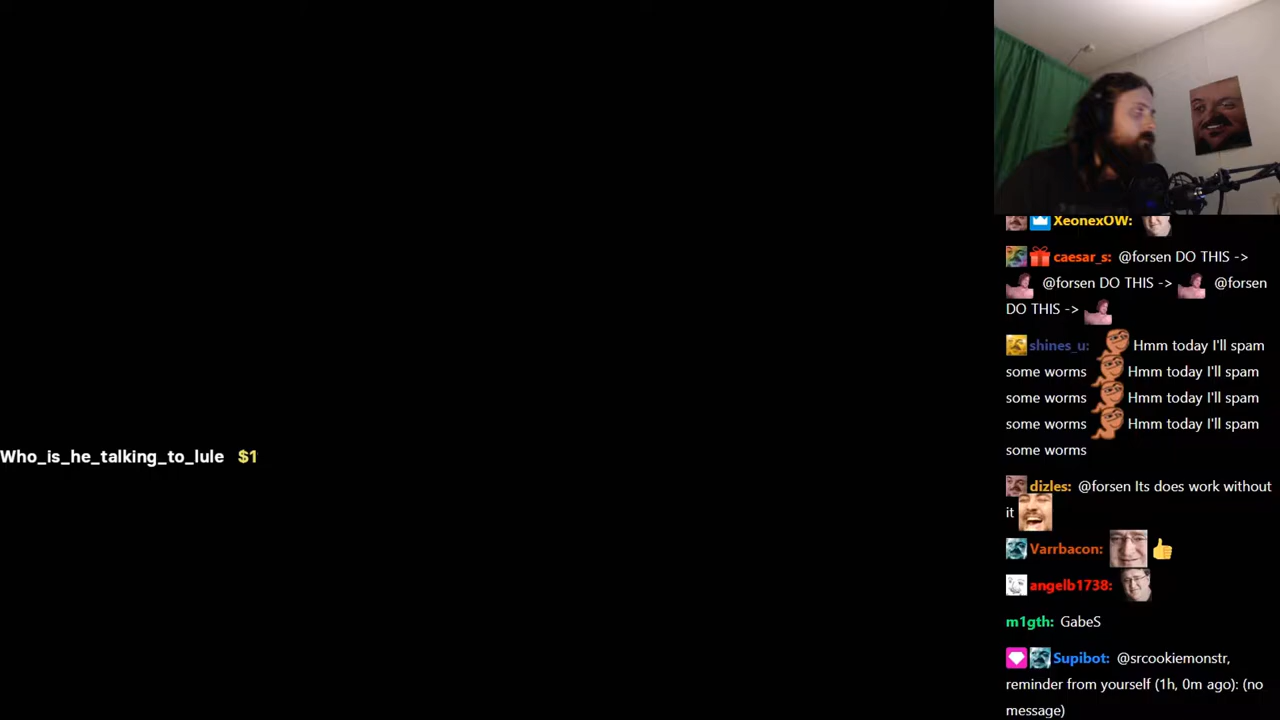 XeonexOW:
caesar_s: @forsen DO THIS ->
@forsen DO THIS -> @forsen
DO THIS ->
shines_u: Hmm today I'll spam
some worms Hmm today I'll spam
some worms Hmm today I'll spam
some worms Hmm today I'll spam
some worms
Who_is_he_talking_to_lule $1
dizles: @forsen Its does work without
it
Varrbacon:
angelb1738:
m1gth: GabeS
Supibot: @srcookiemonstr,
reminder from yourself (1h, 0m ago): (no
message)